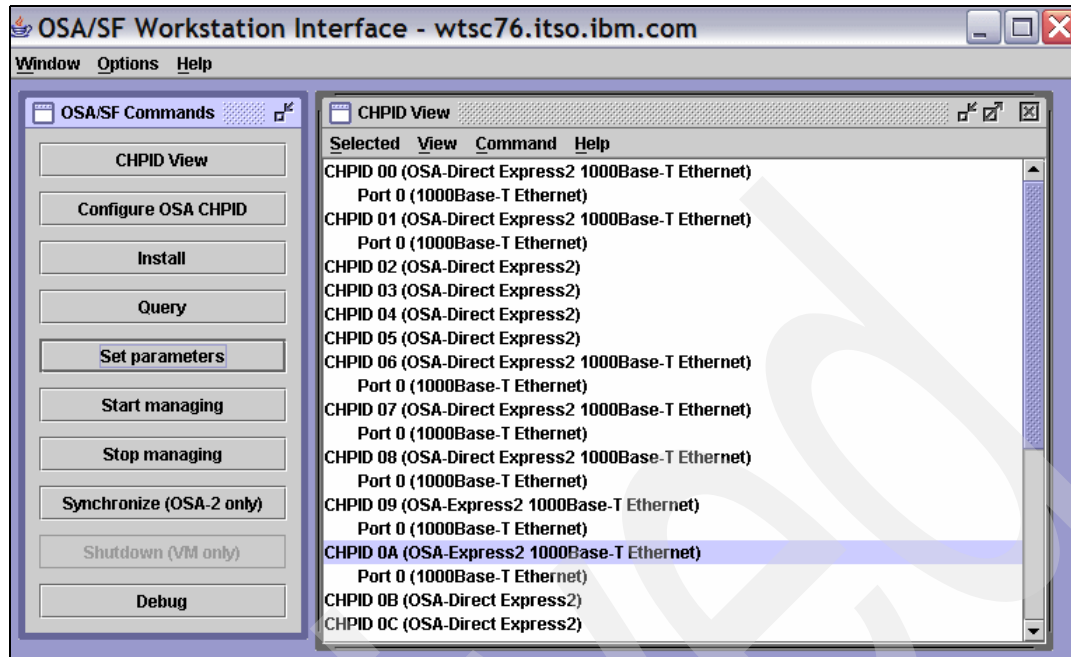 OSA/SF Workstation Interface - wtsc76.itso.ibm.com
Window Options Help
OSA/SF Commands
CHPID View
Configure OSA CHPID
Install
Query
Set parameters
Start managing
Stop managing
Synchronize (OSA-2 only)
Shutdown (VM only)
Debug
CHPID View
Selected View Command Help
CHPID 00 (OSA-Direct Express2 1000Base-T Ethernet)
Port 0 (1000Base-T Ethernet)
CHPID 01 (OSA-Direct Express2 1000Base-T Ethernet)
Port 0 (1000Base-T Ethernet)
CHPID 02 (OSA-Direct Express2)
CHPID 03 (OSA-Direct Express2)
CHPID 04 (OSA-Direct Express2)
CHPID 05 (OSA-Direct Express2)
CHPID 06 (OSA-Direct Express2 1000Base-T Ethernet)
Port 0 (1000Base-T Ethernet)
CHPID 07 (OSA-Direct Express2 1000Base-T Ethernet)
Port 0 (1000Base-T Ethernet)
CHPID 08 (OSA-Direct Express2 1000Base-T Ethernet)
Port 0 (1000Base-T Ethernet)
CHPID 09 (OSA-Express2 1000Base-T Ethernet)
Port 0 (1000Base-T Ethernet)
CHPID 0A (OSA-Express2 1000Base-T Ethernet)
Port 0 (1000Base-T Ethernet)
CHPID 0B (OSA-Direct Express2)
CHPID 0C (OSA-Direct Express2)